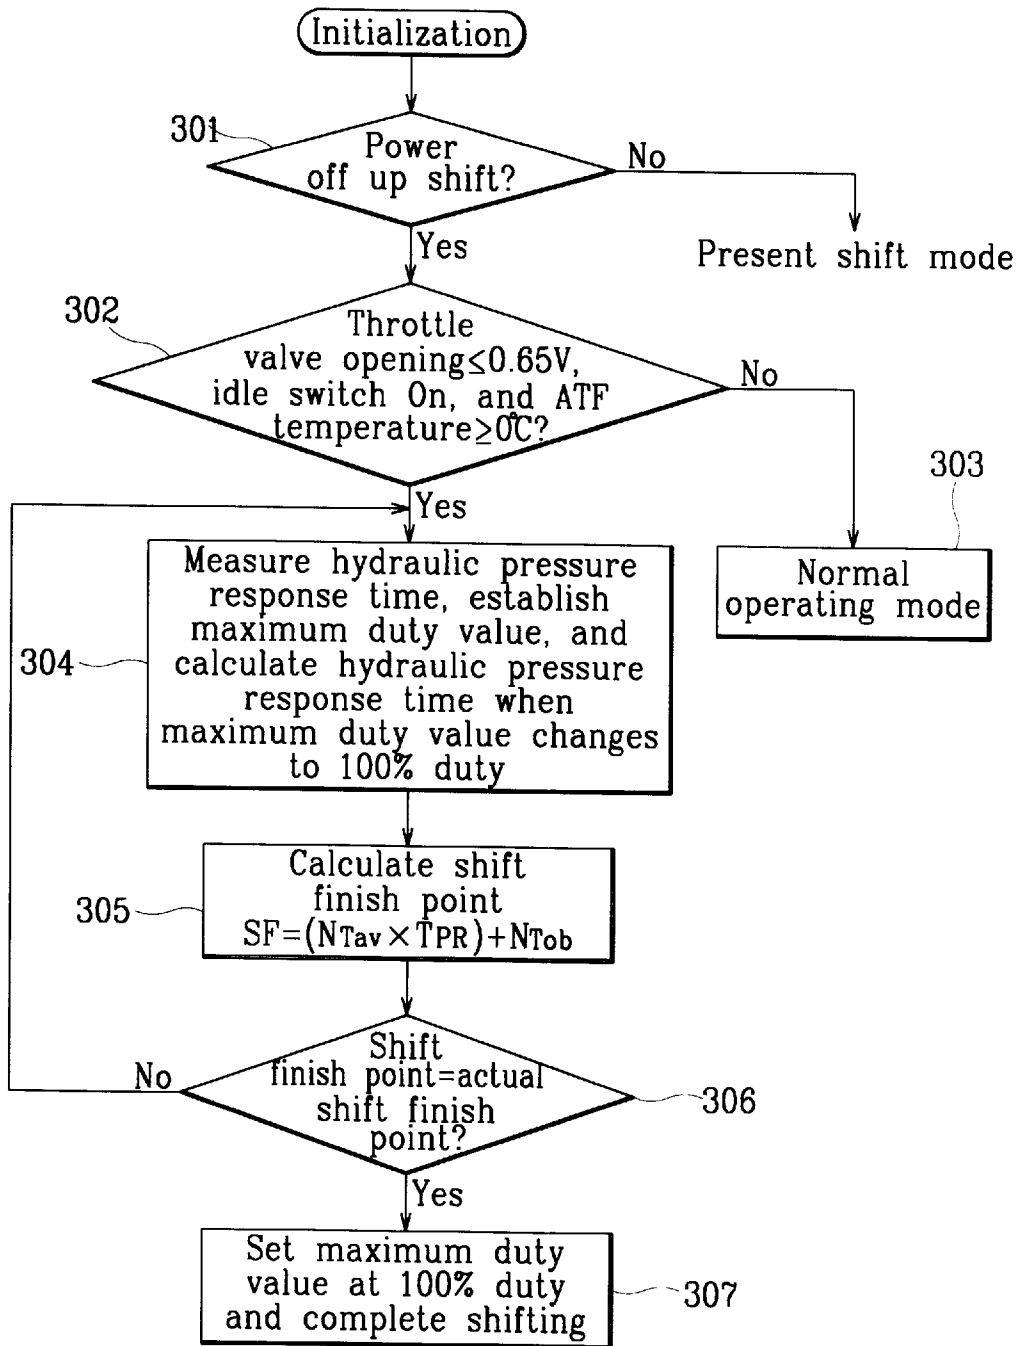 Initialization
301
Power
off up shift?
No
Yes
Present shift mode
302
Throttle
valve opening≤0.65V,
idle switch On, and ATF
temperature≥0℃?
No
Yes
303
Normal
operating mode
304
Measure hydraulic pressure
response time, establish
maximum duty value, and
calculate hydraulic pressure
response time when
maximum duty value changes
to 100% duty
305
Calculate shift
finish point
SF=(NTav×TPR)+NTob
Shift
finish point=actual
shift finish
point?
No
306
Yes
Set maximum duty
value at 100% duty
and complete shifting
307